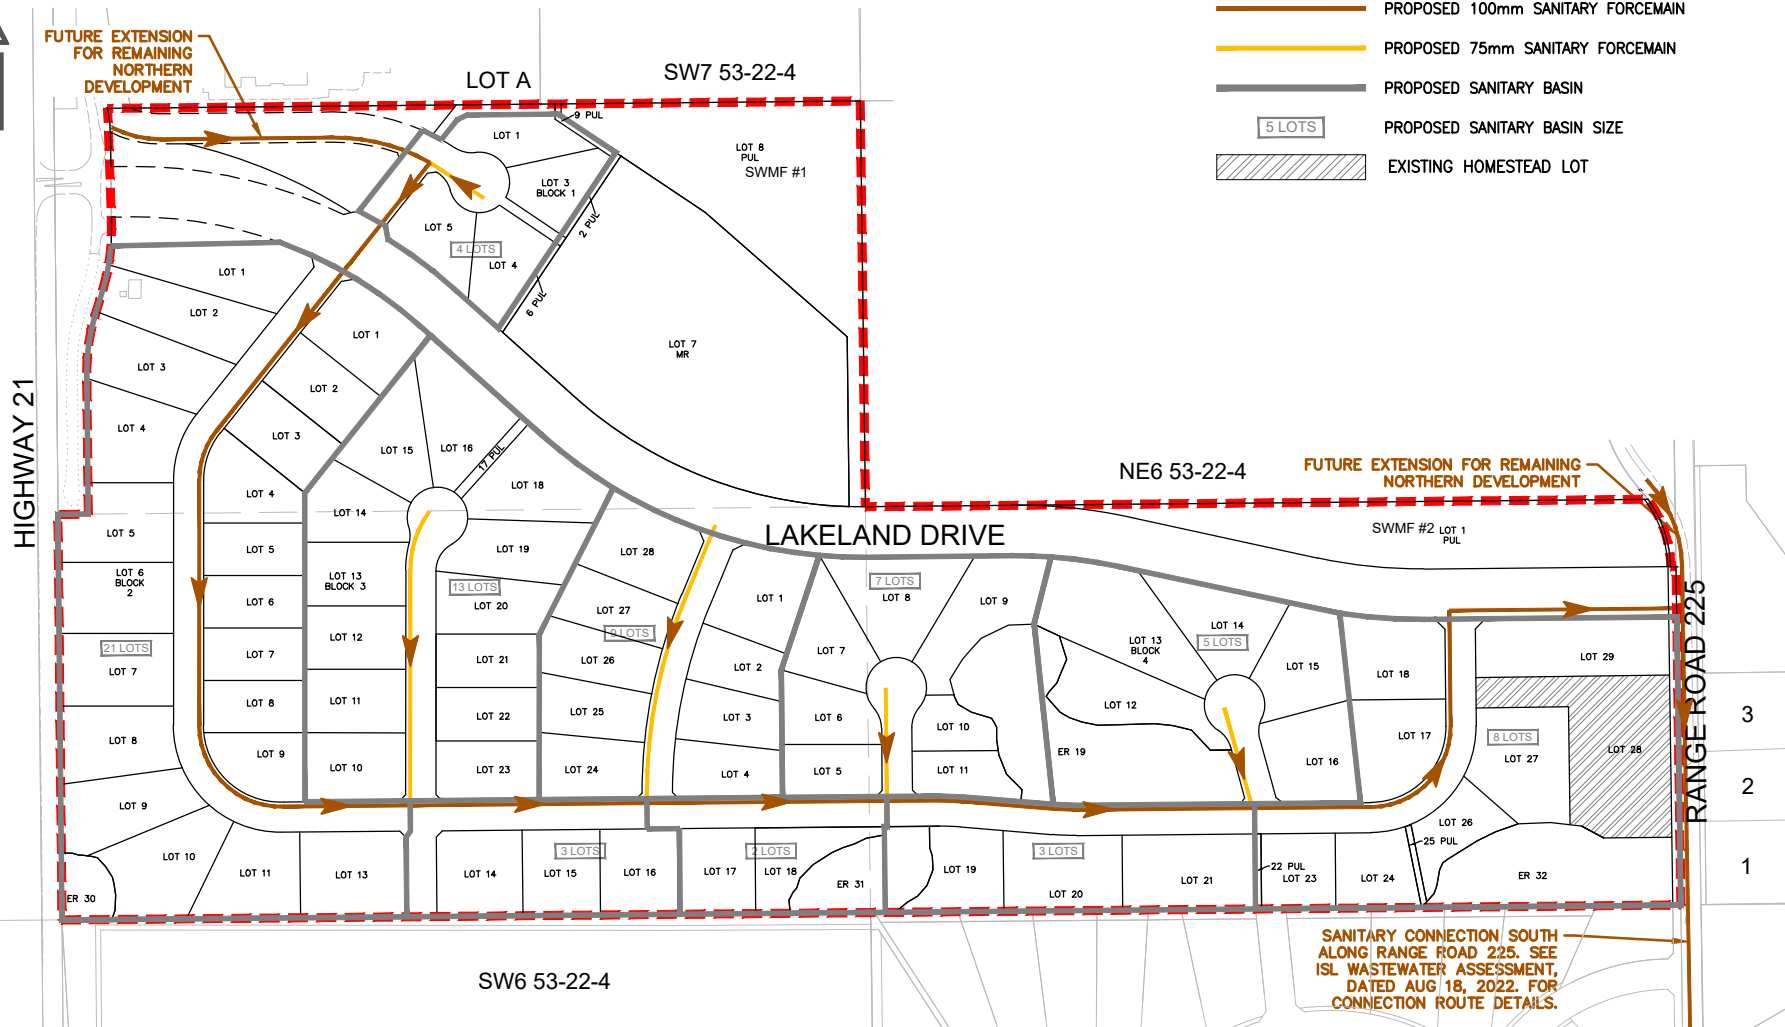 PROPOSED 100mm SANITARY FORCEMAIN
PROPOSED 75mm SANITARY FORCEMAIN
PROPOSED SANITARY BASIN
5 LOTS
PROPOSED SANITARY BASIN SIZE
EXISTING HOMESTEAD LOT
FUTURE EXTENSION
FOR REMAINING
NORTHERN
DEVELOPMENT
LOT A
SW7 53-22-4
9 PUL
LOT 1
LOT 3
BLOCK 1
LOT 5
4 LOTS
LOT 4
2 PUL
6 PUL
LOT 8
PUL
SWMF #1
LOT 7
MR
HIGHWAY 21
LOT 1
LOT 2
LOT 3
LOT 4
LOT 5
LOT 6
BLOCK
2
21 LOTS
LOT 7
LOT 8
LOT 9
LOT 10
ER 30
LOT 11
LOT 13
LOT 1
LOT 2
LOT 3
LOT 4
LOT 5
LOT 6
LOT 7
LOT 8
LOT 9
LOT 15
LOT 16
17 PUL
LOT 18
LOT 14
LOT 13
BLOCK 3
LOT 12
LOT 11
LOT 10
LOT 19
13 LOTS
LOT 20
LOT 21
LOT 22
LOT 23
LOT 28
LOT 27
9 LOTS
LOT 26
LOT 25
LOT 24
LOT 1
LOT 2
LOT 3
LOT 4
LAKELAND DRIVE
7 LOTS
LOT 8
LOT 9
LOT 7
LOT 6
LOT 5
LOT 10
LOT 11
ER 19
LOT 13
BLOCK
4
LOT 14
5 LOTS
LOT 15
LOT 12
LOT 16
LOT 18
LOT 17
NE6 53-22-4
FUTURE EXTENSION FOR REMAINING
NORTHERN DEVELOPMENT
SWMF #2
LOT 1
PUL
LOT 29
8 LOTS
LOT 27
LOT 28
LOT 26
25 PUL
RANGE ROAD 225
3
2
1
LOT 14
3 LOTS
LOT 15
LOT 16
LOT 17
2 LOTS
LOT 18
ER 31
LOT 19
3 LOTS
LOT 20
LOT 21
22 PUL
LOT 23
LOT 24
ER 32
SW6 53-22-4
SANITARY CONNECTION SOUTH
ALONG RANGE ROAD 225. SEE
ISL WASTEWATER ASSESSMENT,
DATED AUG 18, 2022. FOR
CONNECTION ROUTE DETAILS.